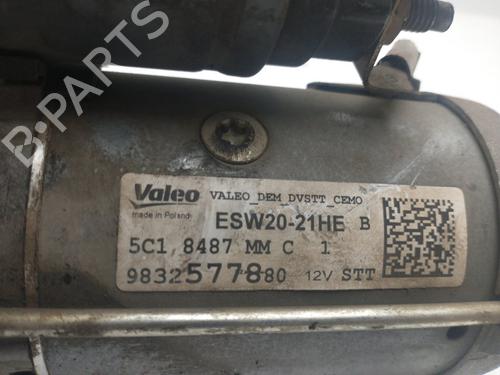 B-PARTS
Valeo VALEO_DEM_DVSTT_CEMO
made in Poland ESW20-21HE B
5C1 8487 MM C 1
9832577880 12V STT